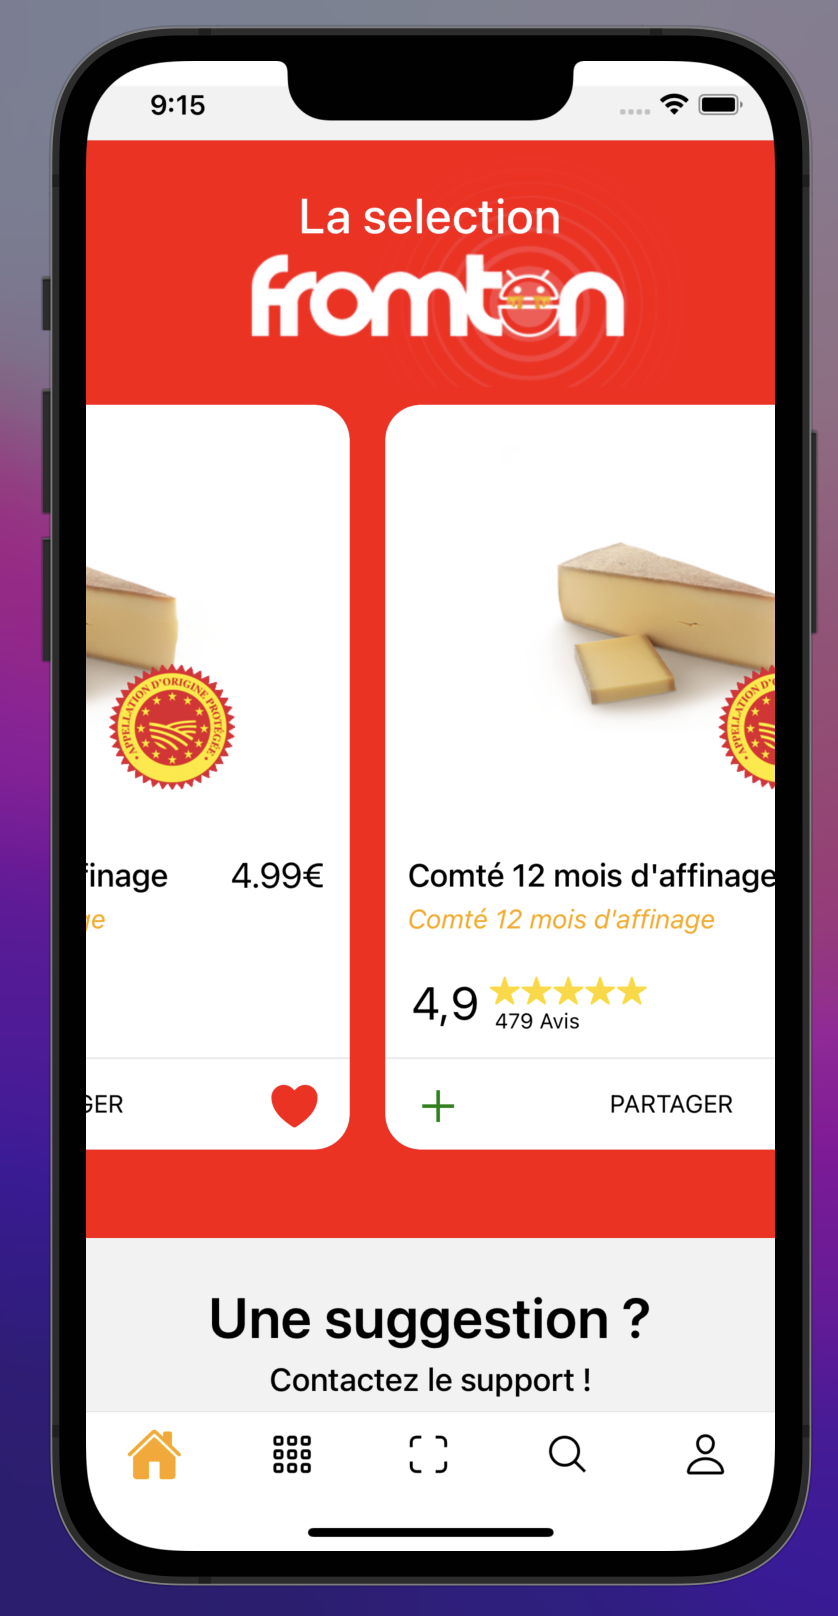 9:15
La selection
fromton
APPELLATION D'ORIGINE PROTÉGÉE
finage
4.99€
ge
GER
APPELLATION D'
Comté 12 mois d'affinage
Comté 12 mois d'affinage
4,9
479 Avis
PARTAGER
Une suggestion ?
Contactez le support !